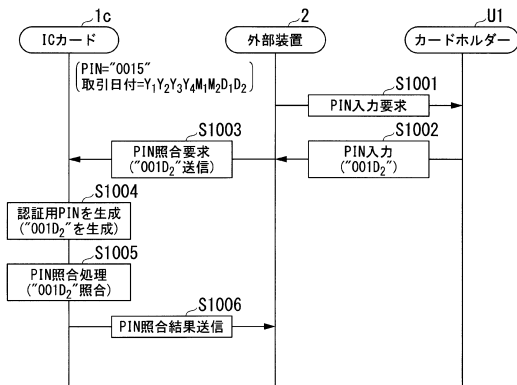 1c
ICカード
2
外部装置
U1
カードホルダー
PIN="0015"
取引日付=Y₁Y₂Y₃Y₄M₁M₂D₁D₂
S1001
PIN入力要求
S1002
PIN入力
("001D₂")
S1003
PIN照合要求
("001D₂"送信)
S1004
認証用PINを生成
("001D₂"を生成)
S1005
PIN照合処理
("001D₂"照合)
S1006
PIN照合結果送信